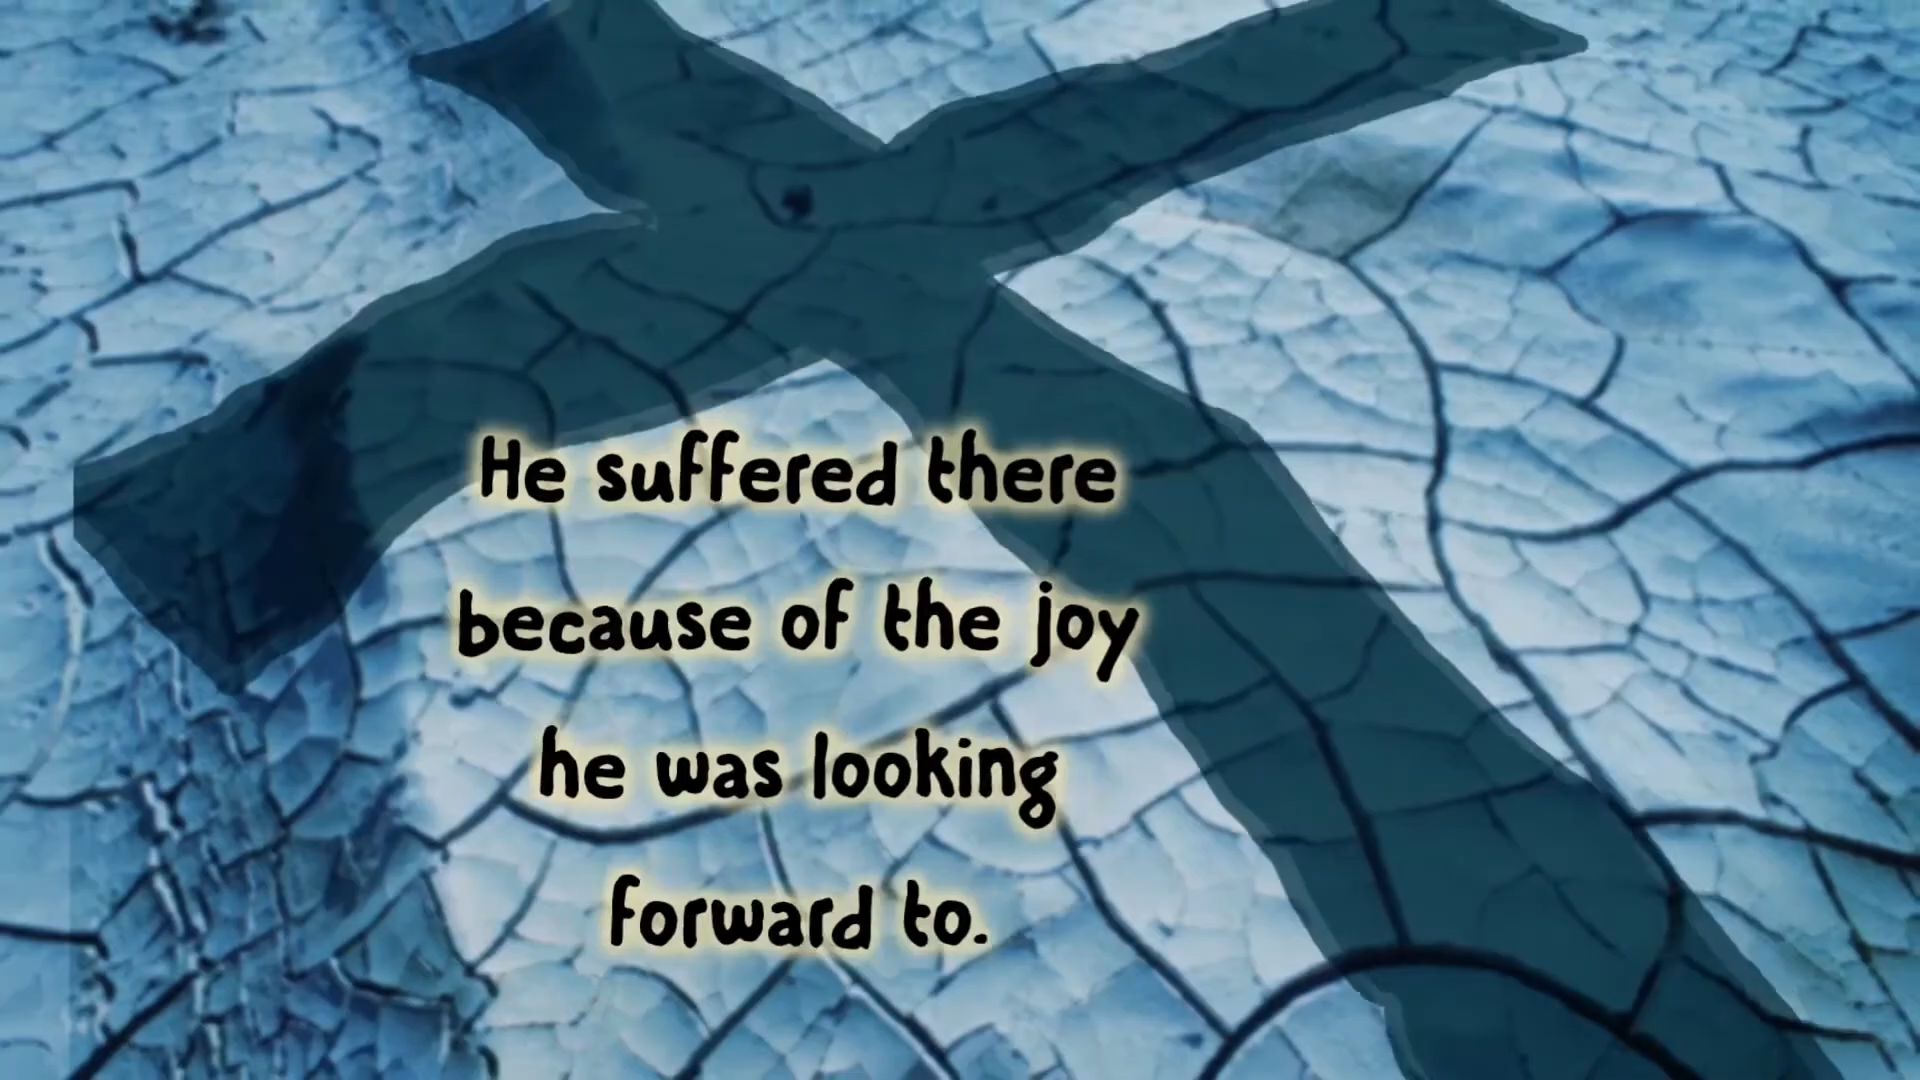 He suffered there
because of the joy
he was looking
forward to.